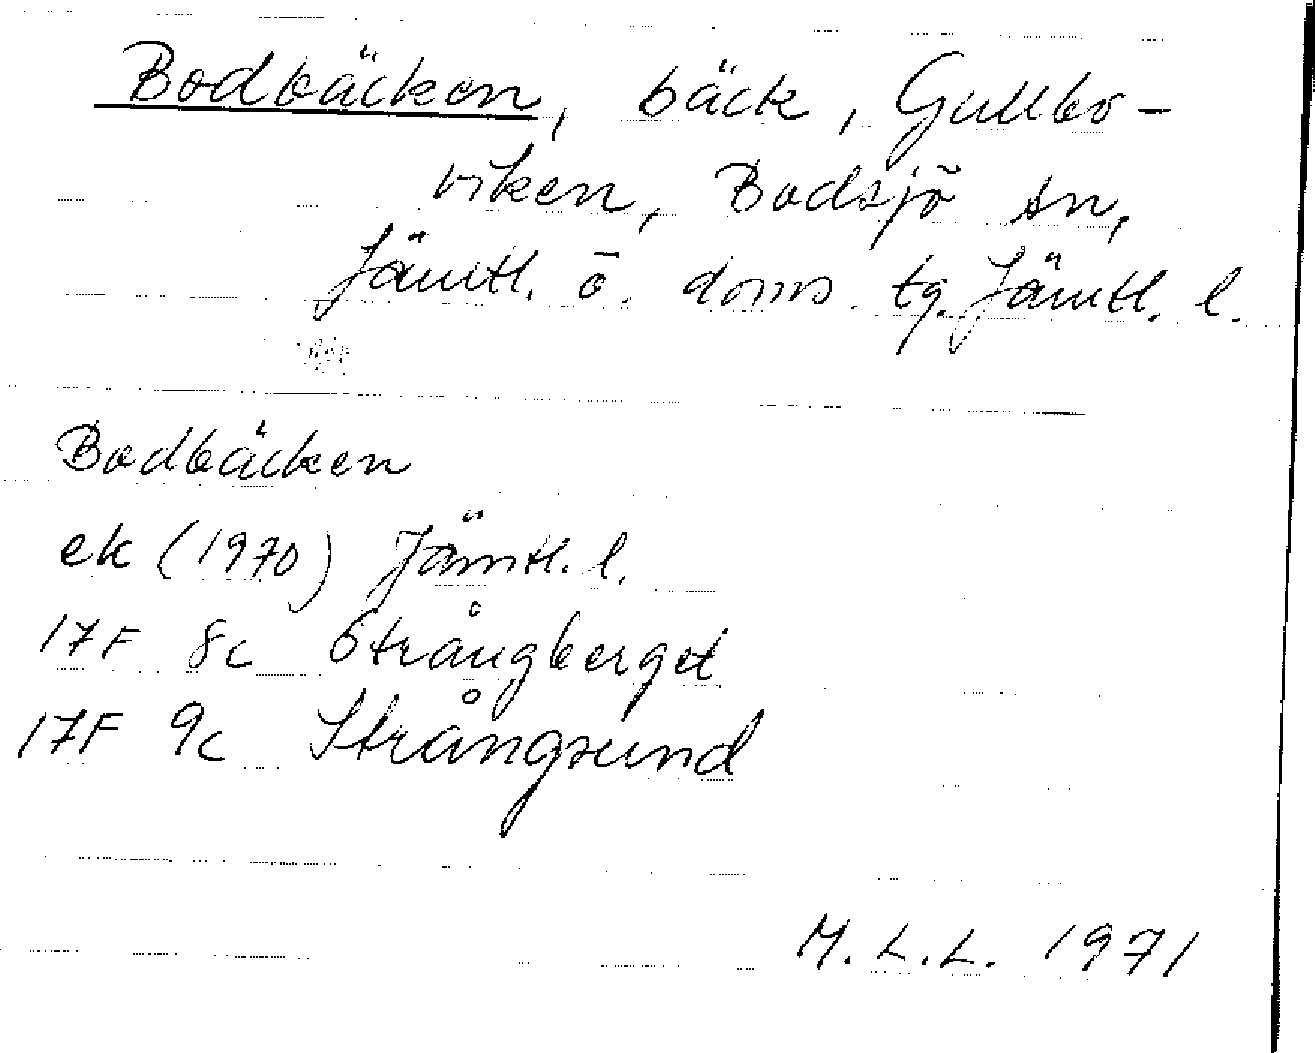 Bodbäcken, bäck, Gullbo-
viken, Bodsjö sn,
Jämtl. ö. doms tg. Jämtl. l.
Bodbäcken
ek (1970) Jämtl. l.
17F 8c Strångberget
17F 9c Strångsund
M.L.L. 1971